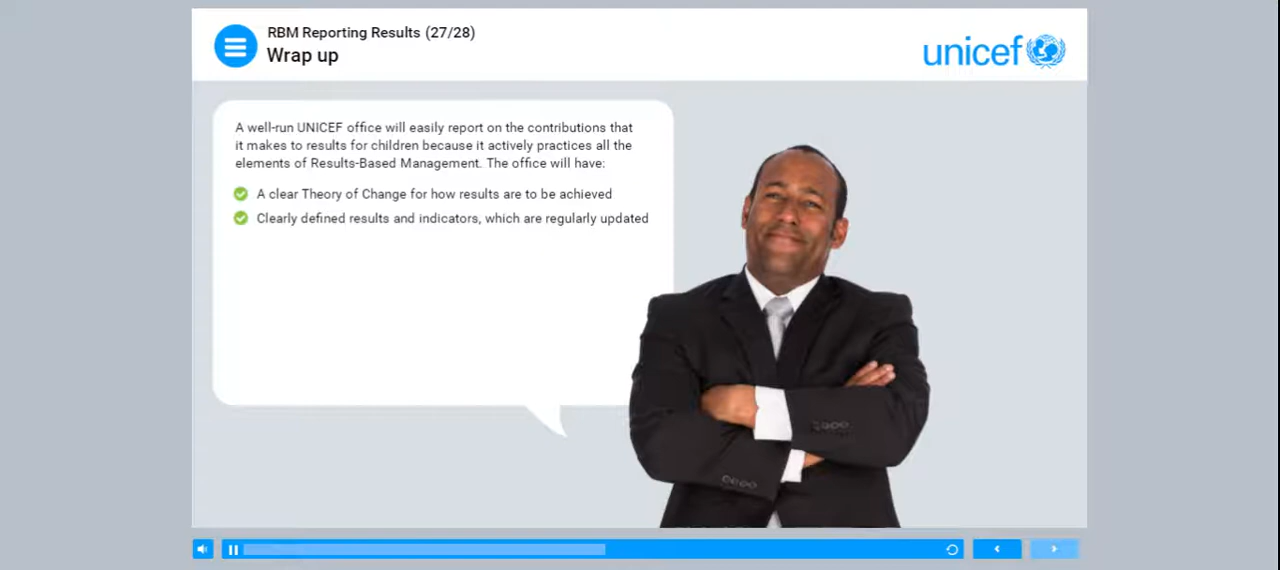 RBM Reporting Results (27/28)
Wrap up
unicef
A well-run UNICEF office will easily report on the contributions that
it makes to results for children because it actively practices all the
elements of Results-Based Management. The office will have:
A clear Theory of Change for how results are to be achieved
Clearly defined results and indicators, which are regularly updated